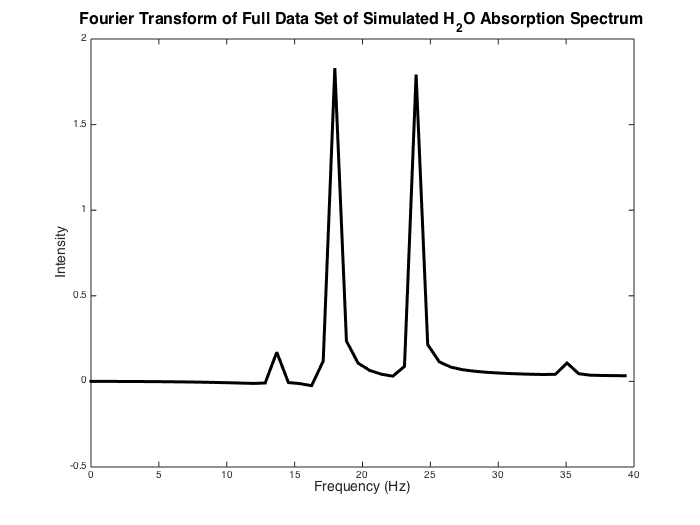 Fourier Transform of Full Data Set of Simulated H₂O Absorption Spectrum
2
1.5
1
0.5
0
-0.5
Intensity
0 5 10 15 20 25 30 35 40
Frequency (Hz)